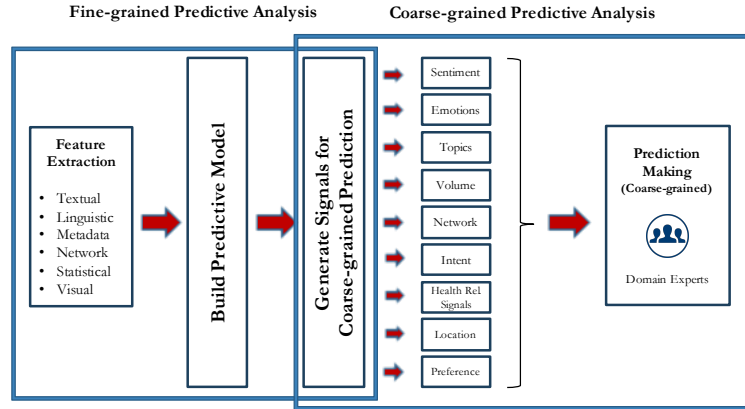 Fine-grained Predictive Analysis
Coarse-grained Predictive Analysis
Feature
Extraction
• Textual
• Linguistic
• Metadata
• Network
• Statistical
• Visual
Build Predictive Model
Generate Signals for
Coarse-grained Prediction
Sentiment
Emotions
Topics
Volume
Network
Intent
Health Rel.
Signals
Location
Preference
Prediction
Making
(Coarse-grained)
Domain Experts